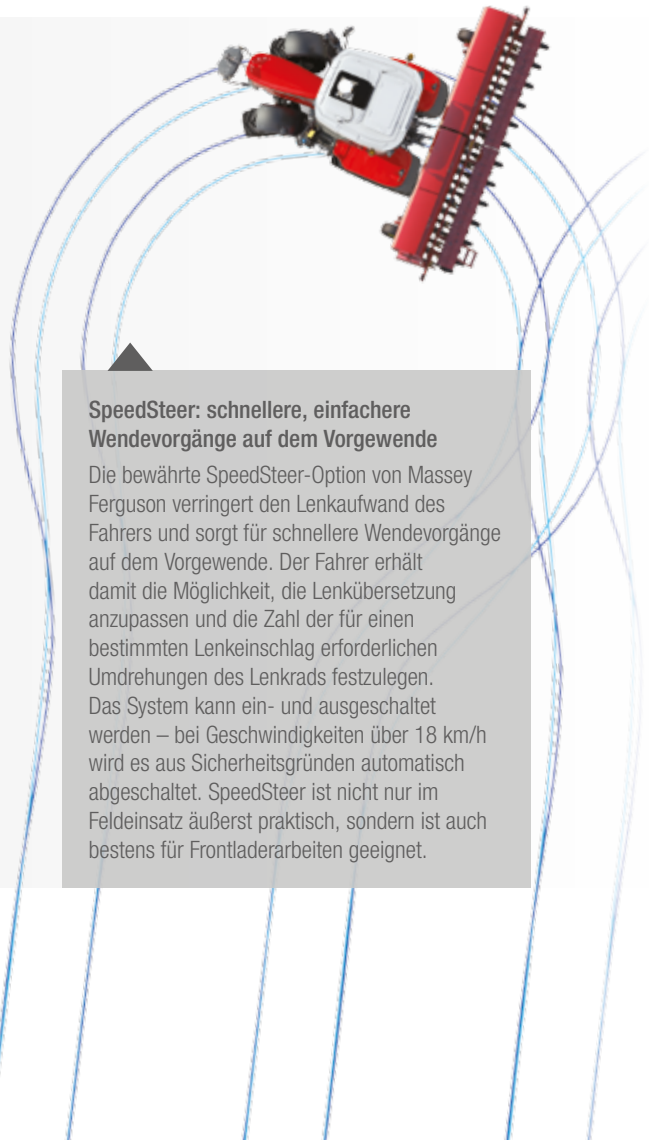 SpeedSteer: schnellere, einfachere
Wendevorgänge auf dem Vorgewende
Die bewährte SpeedSteer-Option von Massey
Ferguson verringert den Lenkaufwand des
Fahrers und sorgt für schnellere Wendevorgänge
auf dem Vorgewende. Der Fahrer erhält
damit die Möglichkeit, die Lenkübersetzung
anzupassen und die Zahl der für einen
bestimmten Lenkeinschlag erforderlichen
Umdrehungen des Lenkrads festzulegen.
Das System kann ein- und ausgeschaltet
werden – bei Geschwindigkeiten über 18 km/h
wird es aus Sicherheitsgründen automatisch
abgeschaltet. SpeedSteer ist nicht nur im
Feldeinsatz äußerst praktisch, sondern ist auch
bestens für Frontladerarbeiten geeignet.